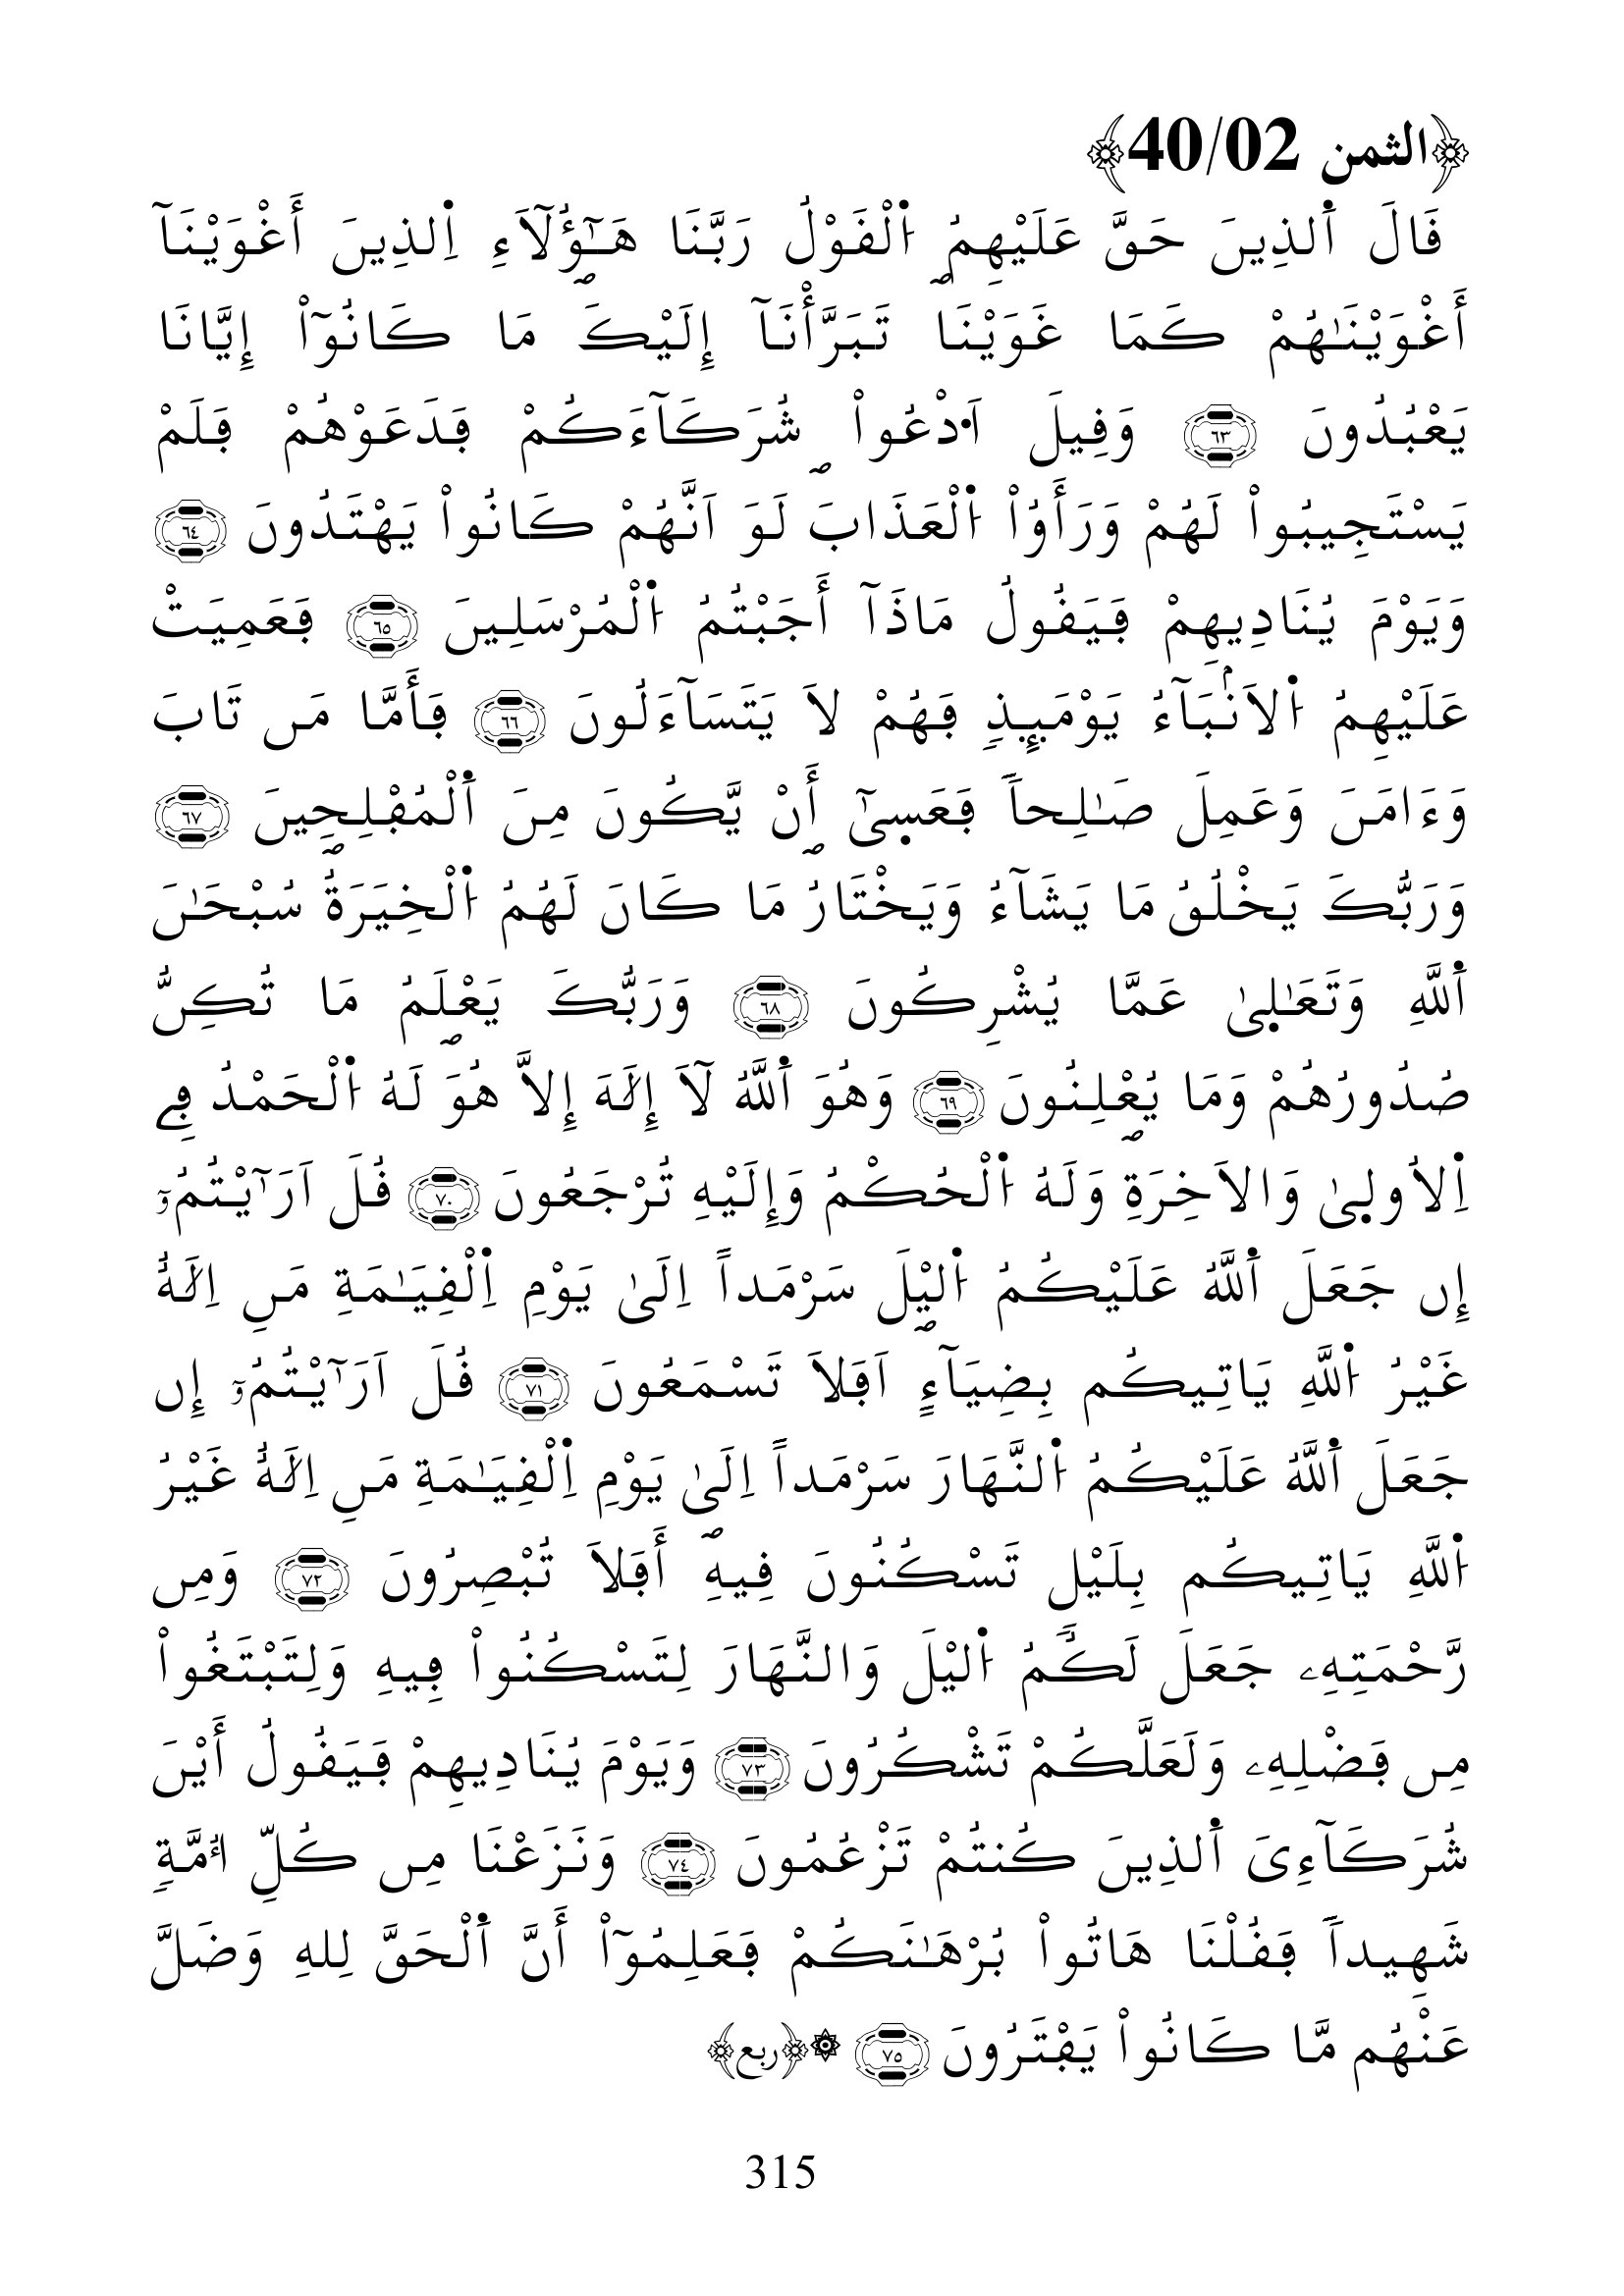 ﴿الثمن 40/02﴾
فَالَ اَ۬لذِينَ حَقَّ عَلَيْهِمُ اُ۬لْفَوْلُ رَبَّنَا هَٰٓؤُلَآءِ اِ۬لذِينَ أَغْوَيْنَآ
أَغْوَيْنَٰهُمْ كَمَا غَوَيْنَا تَبَرَّأْنَآ إِلَيْكَ مَا كَانُوٓاْ إِيَّانَا
يَعْبُدُونَ ٦٣ وَفِيلَ اَ۟دْعُواْ شُرَكَآءَكُمْ ڢَدَعَوْهُمْ ڢَلَمْ
يَسْتَجِيبُواْ لَهُمْ وَرَأَوُاْ اُ۬لْعَذَابَ لَوَ اَنَّهُمْ كَانُواْ يَهْتَدُونَ ٦٤
وَيَوْمَ يُنَادِيهِمْ ڢَيَفُولُ مَاذَآ أَجَبْتُمُ اُ۬لْمُرْسَلِينَ ٦٥ ڢَعَمِيَتْ
عَلَيْهِمُ اُ۬لَانۢبَآءُ يَوْمَئِذٖ ڢَهُمْ لَا يَتَسَآءَلُونَ ٦٦ ڢَأَمَّا مَں تَابَ
وَءَامَنَ وَعَمِلَ صَٰلِحاٗ ڢَعَسىٰٓ أَنْ يَّكُونَ مِنَ اَ۬لْمُڢْلِحِينَ ٦٧
وَرَبُّكَ يَخْلُقُ مَا يَشَآءُ وَيَخْتَارُ مَا كَانَ لَهُمُ اُ۬لْخِيَرَةُ سُبْحَٰںَ
اَ۬للَّهِ وَتَعَٰلىٰ عَمَّا يُشْرِكُونَ ٦٨ وَرَبُّكَ يَعْلَمُ مَا تُكِںُّ
صُدُورُهُمْ وَمَا يُعْلِنُونَ ٦٩ وَهُوَ اَ۬للَّهُ لَآ إِلَٰهَ إِلَّا هُوَ لَهُ اُ۬لْحَمْدُ ڢِے
اِ۬لُاولىٰ وَالَاخِرَةِ وَلَهُ اُ۬لْحُكْمُ وَإِلَيْهِ تُرْجَعُونَ ٧٠ فُلَ اَرَٰٓيْتُمُۥٓ
إِں جَعَلَ اَ۬للَّهُ عَلَيْكُمُ اُ۬ليْلَ سَرْمَداً اِلَىٰ يَوْمِ اِ۬لْفِيَٰمَةِ مَںِ اِلَٰهٌ
غَيْرُ اُ۬للَّهِ يَاتِيكُم بِضِيَآءٍ اَڢَلَا تَسْمَعُونَ ٧١ فُلَ اَرَٰٓيْتُمُۥٓ إِں
جَعَلَ اَ۬للَّهُ عَلَيْكُمُ اُ۬لنَّهَارَ سَرْمَداً اِلَىٰ يَوْمِ اِ۬لْفِيَٰمَةِ مَںِ اِلَٰهٌ غَيْرُ
اُ۬للَّهِ يَاتِيكُم بِلَيْلٖ تَسْكُنُونَ فِيهِ أَڢَلَا تُبْصِرُونَ ٧٢ وَمِں
رَّحْمَتِهِۦ جَعَلَ لَكُمُ اُ۬ليْلَ وَالنَّهَارَ لِتَسْكُنُواْ ڢِيهِ وَلِتَبْتَغُواْ
مِں ڢَضْلِهِۦ وَلَعَلَّكُمْ تَشْكُرُونَ ٧٣ وَيَوْمَ يُنَادِيهِمْ ڢَيَفُولُ أَيْںَ
شُرَكَآءِىَ اَ۬لذِينَ كُنتُمْ تَزْعُمُونَ ٧٤ وَنَزَعْنَا مِں كُلِّ أُمَّةٖ
شَهِيداٗ ڢَفُلْنَا هَاتُواْ بُرْهَٰنَكُمْ ڢَعَلِمُوٓاْ أَنَّ اَ۬لْحَقَّ لِلهِ وَضَلَّ
عَنْهُم مَّا كَانُواْ يَڢْتَرُونَ ٧٥ ۞﴿ربع﴾
315